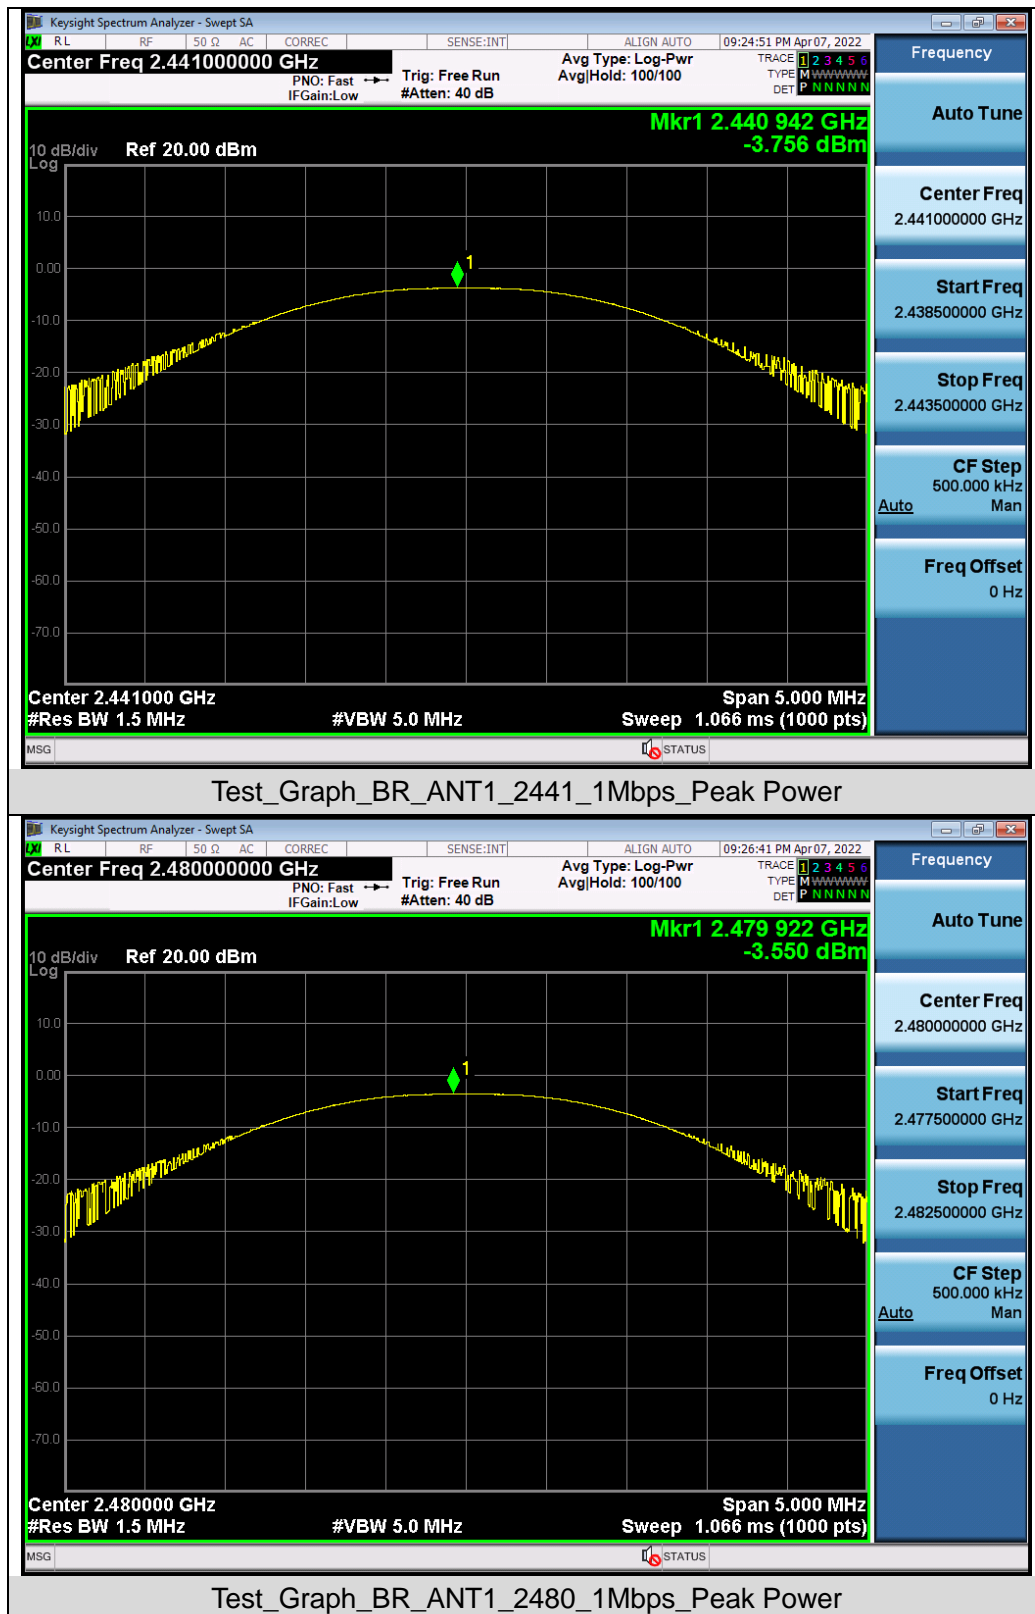 Keysight Spectrum Analyzer - Swept SA
LXI RL RF 50 Ω AC CORREC SENSE:INT ALIGN AUTO 09:24:51 PM Apr 07, 2022
Center Freq 2.441000000 GHz
PNO: Fast
IFGain:Low
Trig: Free Run
#Atten: 40 dB
Avg Type: Log-Pwr
Avg|Hold: 100/100
TRACE 1 2 3 4 5 6
TYPE M WWWWW
DET P N N N N N
Mkr1 2.440 942 GHz
-3.756 dBm
10 dB/div Ref 20.00 dBm
Log
10.0
0.00
1
-10.0
-20.0
-30.0
-40.0
-50.0
-60.0
-70.0
Center 2.441000 GHz Span 5.000 MHz
#Res BW 1.5 MHz #VBW 5.0 MHz Sweep 1.066 ms (1000 pts)
MSG STATUS
Frequency
Auto Tune
Center Freq
2.441000000 GHz
Start Freq
2.438500000 GHz
Stop Freq
2.443500000 GHz
CF Step
500.000 kHz
Auto Man
Freq Offset
0 Hz
Test_Graph_BR_ANT1_2441_1Mbps_Peak Power
Keysight Spectrum Analyzer - Swept SA
LXI RL RF 50 Ω AC CORREC SENSE:INT ALIGN AUTO 09:26:41 PM Apr 07, 2022
Center Freq 2.480000000 GHz
PNO: Fast
IFGain:Low
Trig: Free Run
#Atten: 40 dB
Avg Type: Log-Pwr
Avg|Hold: 100/100
TRACE 1 2 3 4 5 6
TYPE M WWWWW
DET P N N N N N
Mkr1 2.479 922 GHz
-3.550 dBm
10 dB/div Ref 20.00 dBm
Log
10.0
0.00
1
-10.0
-20.0
-30.0
-40.0
-50.0
-60.0
-70.0
Center 2.480000 GHz Span 5.000 MHz
#Res BW 1.5 MHz #VBW 5.0 MHz Sweep 1.066 ms (1000 pts)
MSG STATUS
Frequency
Auto Tune
Center Freq
2.480000000 GHz
Start Freq
2.477500000 GHz
Stop Freq
2.482500000 GHz
CF Step
500.000 kHz
Auto Man
Freq Offset
0 Hz
Test_Graph_BR_ANT1_2480_1Mbps_Peak Power